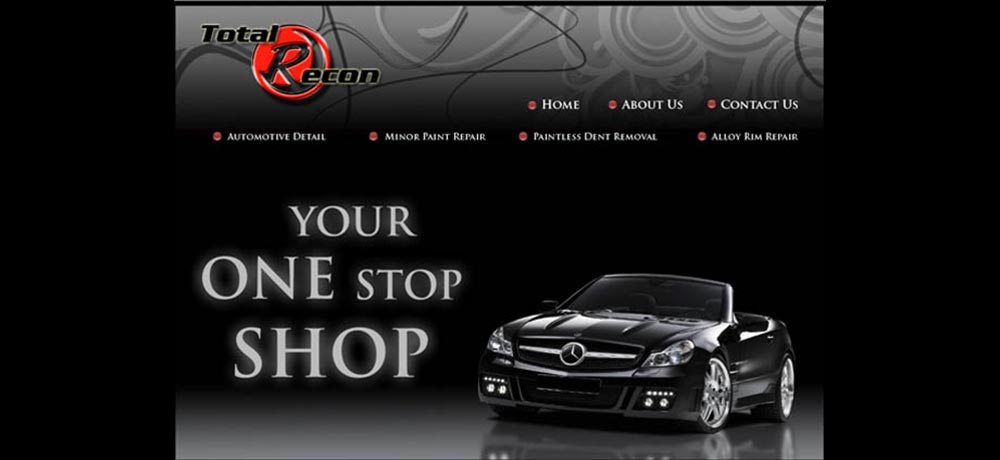 Total
Recon
Home About Us Contact Us
Automotive Detail Minor Paint Repair Paintless Dent Removal Alloy Rim Repair
YOUR
ONE STOP
SHOP